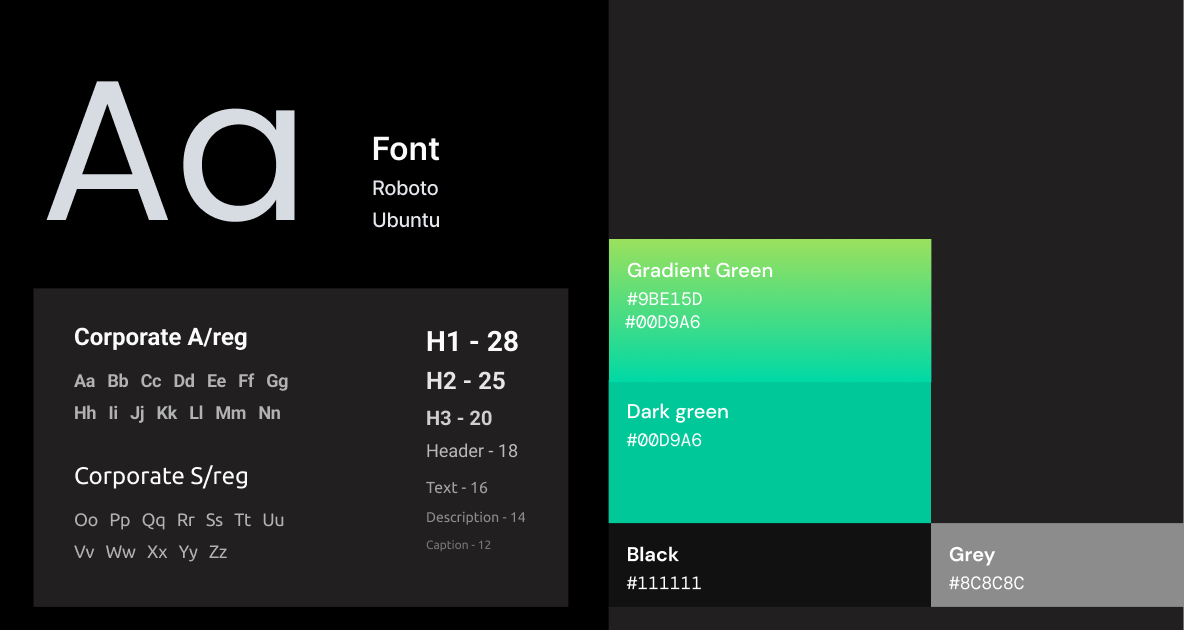 Aa
Font
Roboto
Ubuntu
Corporate A/reg
Aa Bb Cc Dd Ee Ff Gg
Hh Ii Jj Kk Ll Mm Nn
Corporate S/reg
Oo Pp Qq Rr Ss Tt Uu
Vv Ww Xx Yy Zz
H1 - 28
H2 - 25
H3 - 20
Header - 18
Text - 16
Description - 14
Caption - 12
Gradient Green
#9BE15D
#00D9A6
Dark green
#00D9A6
Black
#111111
Grey
#8C8C8C